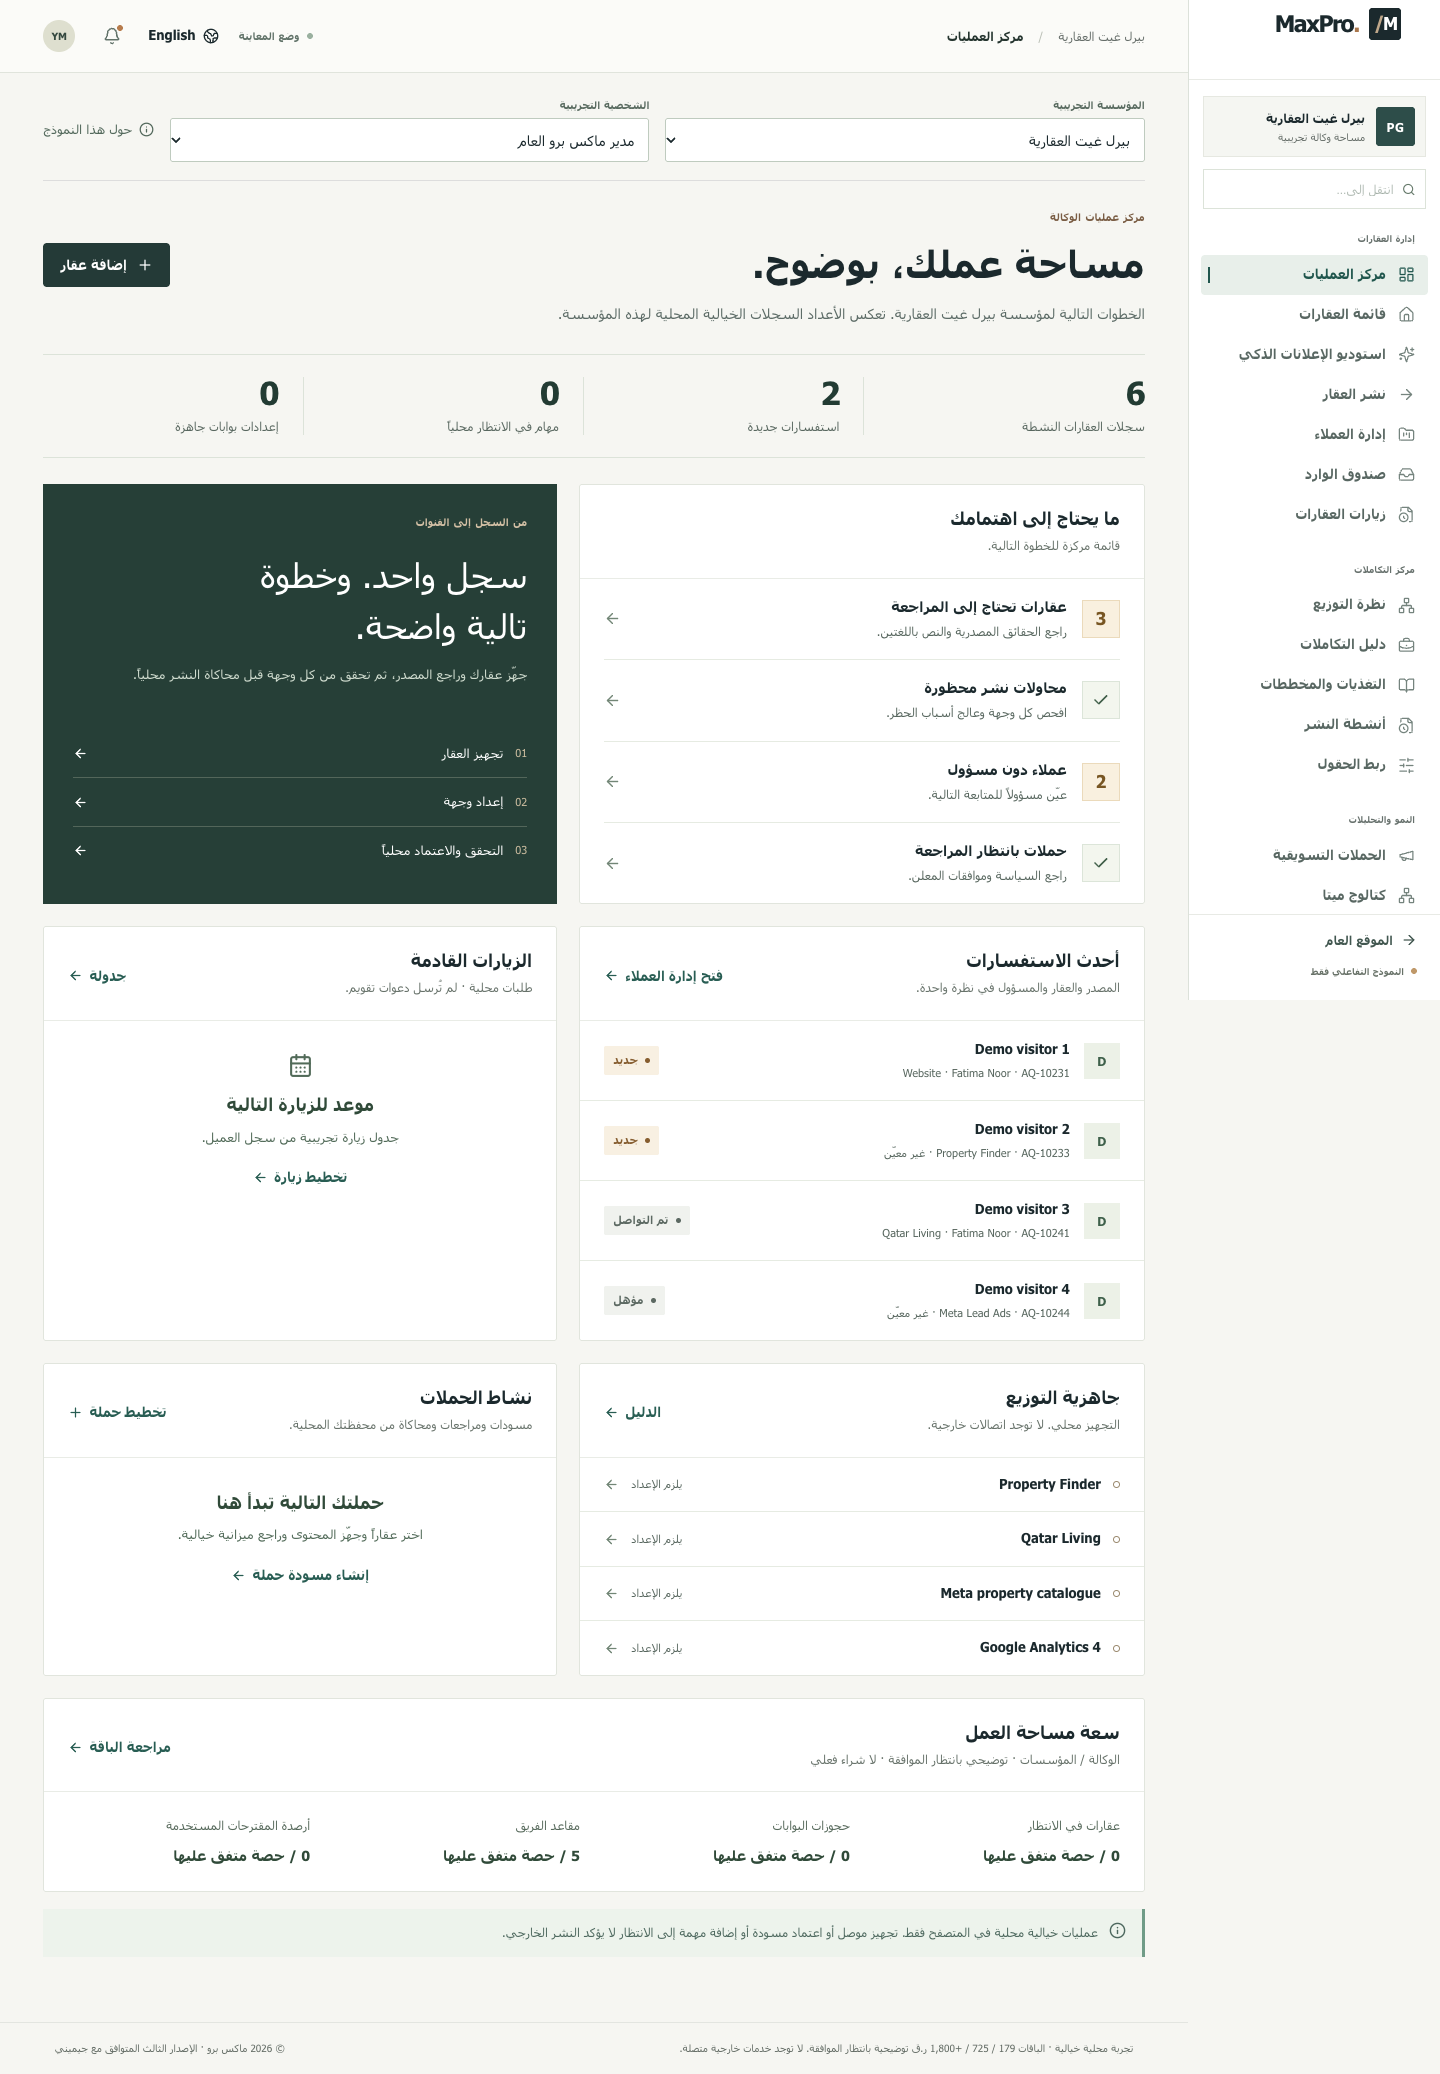 MaxPro.
/M
بيرل غيت العقارية / مركز العمليات
وضع المعاينة
English
YM
PG
بيرل غيت العقارية
مساحة وكالة تجريبية
انتقل إلى...
إدارة العقارات
مركز العمليات
قائمة العقارات
استوديو الإعلانات الذكي
نشر العقار
إدارة العملاء
صندوق الوارد
زيارات العقارات
مركز التكاملات
نظرة التوزيع
دليل التكاملات
التغذيات والمخططات
أنشطة النشر
ربط الحقول
النمو والتحليلات
الحملات التسويقية
كتالوج ميتا
الموقع العام
النموذج التفاعلي فقط
المؤسسة التجريبية
بيرل غيت العقارية
الشخصية التجريبية
مدير ماكس برو العام
حول هذا النموذج
مركز عمليات الوكالة
مساحة عملك، بوضوح.
الخطوات التالية لمؤسسة بيرل غيت العقارية. تعكس الأعداد السجلات الخيالية المحلية لهذه المؤسسة.
إضافة عقار
6
سجلات العقارات النشطة
2
استفسارات جديدة
0
مهام في الانتظار محلياً
0
إعدادات بوابات جاهزة
ما يحتاج إلى اهتمامك
قائمة مركزة للخطوة التالية.
3
عقارات تحتاج إلى المراجعة
راجع الحقائق المصدرية والنص باللغتين.
محاولات نشر محظورة
افحص كل وجهة وعالج أسباب الحظر.
2
عملاء دون مسؤول
عيّن مسؤولاً للمتابعة التالية.
حملات بانتظار المراجعة
راجع السياسة وموافقات المعلن.
من السجل إلى القنوات
سجل واحد. وخطوة
تالية واضحة.
جهّز عقارك وراجع المصدر، ثم تحقق من كل وجهة قبل محاكاة النشر محلياً.
01 تجهيز العقار
02 إعداد وجهة
03 التحقق والاعتماد محلياً
أحدث الاستفسارات
المصدر والعقار والمسؤول في نظرة واحدة.
فتح إدارة العملاء
D
Demo visitor 1
Website · Fatima Noor · AQ-10231
جديد
D
Demo visitor 2
غير معيّن · Property Finder · AQ-10233
جديد
D
Demo visitor 3
Qatar Living · Fatima Noor · AQ-10241
تم التواصل
D
Demo visitor 4
غير معيّن · Meta Lead Ads · AQ-10244
مؤهل
الزيارات القادمة
طلبات محلية · لم تُرسل دعوات تقويم.
جدولة
موعد للزيارة التالية
جدول زيارة تجريبية من سجل العميل.
تخطيط زيارة
جاهزية التوزيع
التجهيز محلي. لا توجد اتصالات خارجية.
الدليل
Property Finder
يلزم الإعداد
Qatar Living
يلزم الإعداد
Meta property catalogue
يلزم الإعداد
Google Analytics 4
يلزم الإعداد
نشاط الحملات
مسودات ومراجعات ومحاكاة من محفظتك المحلية.
تخطيط حملة
حملتك التالية تبدأ هنا
اختر عقاراً وجهّز المحتوى وراجع ميزانية خيالية.
إنشاء مسودة حملة
سعة مساحة العمل
الوكالة / المؤسسات · توضيحي بانتظار الموافقة · لا شراء فعلي
مراجعة الباقة
عقارات في الانتظار
0 / حصة متفق عليها
حجوزات البوابات
0 / حصة متفق عليها
مقاعد الفريق
5 / حصة متفق عليها
أرصدة المقترحات المستخدمة
0 / حصة متفق عليها
عمليات خيالية محلية في المتصفح فقط. تجهيز موصل أو اعتماد مسودة أو إضافة مهمة إلى الانتظار لا يؤكد النشر الخارجي.
تجربة محلية خيالية · الباقات 179 / 725 / +1,800 ر.ق توضيحية بانتظار الموافقة. لا توجد خدمات خارجية متصلة.
© 2026 ماكس برو · الإصدار الثالث المتوافق مع جيميني